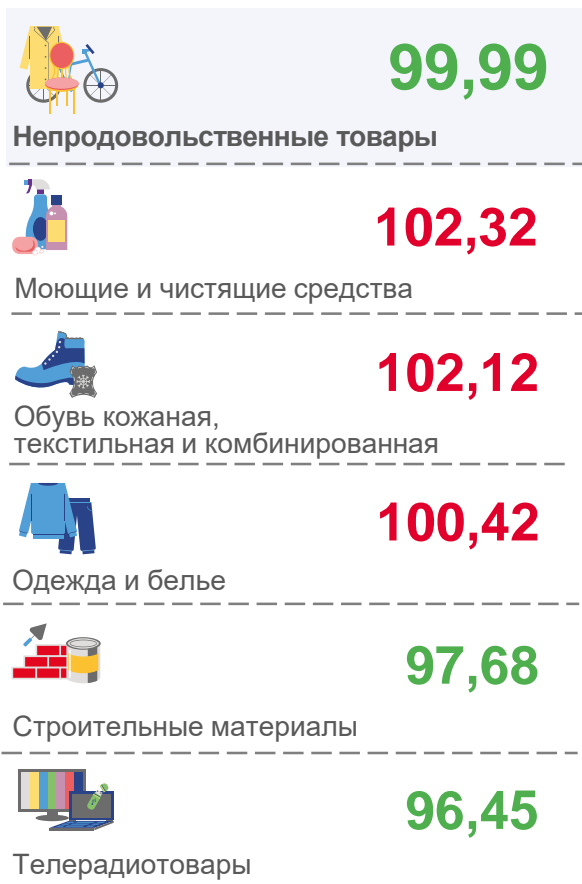 99,99
Непродовольственные товары
102,32
Моющие и чистящие средства
102,12
Обувь кожаная,
текстильная и комбинированная
100,42
Одежда и белье
97,68
Строительные материалы
96,45
Телерадиотовары